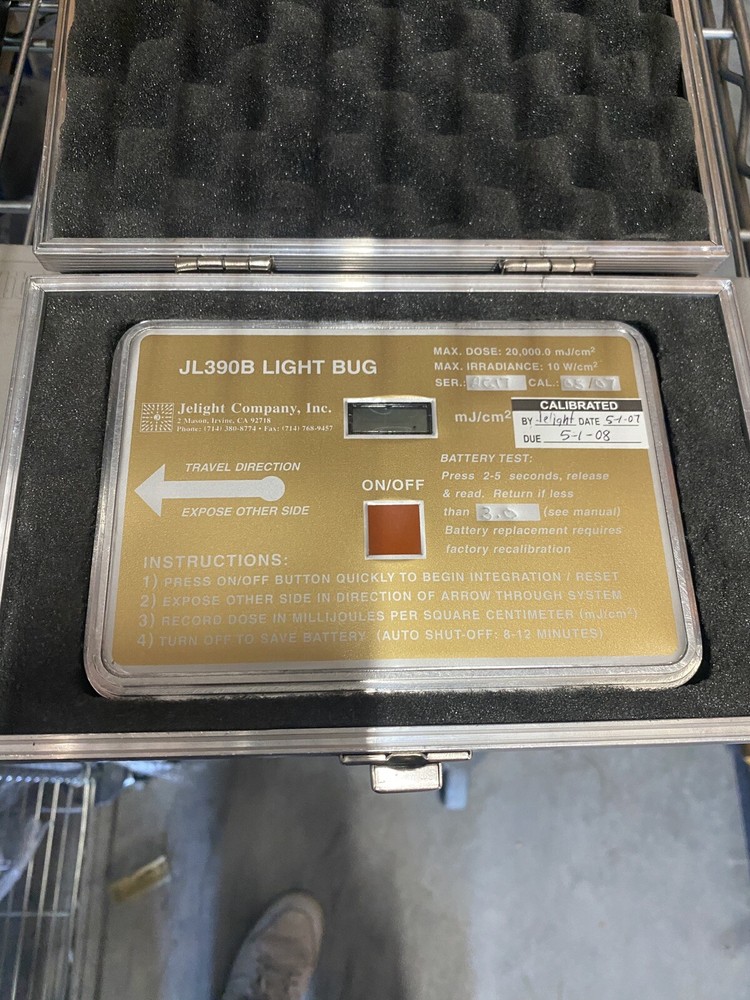 JL390B LIGHT BUG
MAX. DOSE: 20,000.0 mJ/cm²
MAX. IRRADIANCE: 10 W/cm²
SER.: CAL.: 05/07
Jelight Company, Inc.
2 Mason, Irvine, CA 92718
Phone: (714) 380-8774 • Fax: (714) 768-9457
mJ/cm²
CALIBRATED
BY Jelight DATE 5-1-07
DUE 5-1-08
TRAVEL DIRECTION
EXPOSE OTHER SIDE
ON/OFF
BATTERY TEST:
Press 2-5 seconds, release
& read. Return if less
than 3.0 (see manual)
Battery replacement requires
factory recalibration
INSTRUCTIONS:
1) PRESS ON/OFF BUTTON QUICKLY TO BEGIN INTEGRATION / RESET
2) EXPOSE OTHER SIDE IN DIRECTION OF ARROW THROUGH SYSTEM
3) RECORD DOSE IN MILLIJOULES PER SQUARE CENTIMETER (mJ/cm²)
4) TURN OFF TO SAVE BATTERY. (AUTO SHUT-OFF: 8-12 MINUTES)